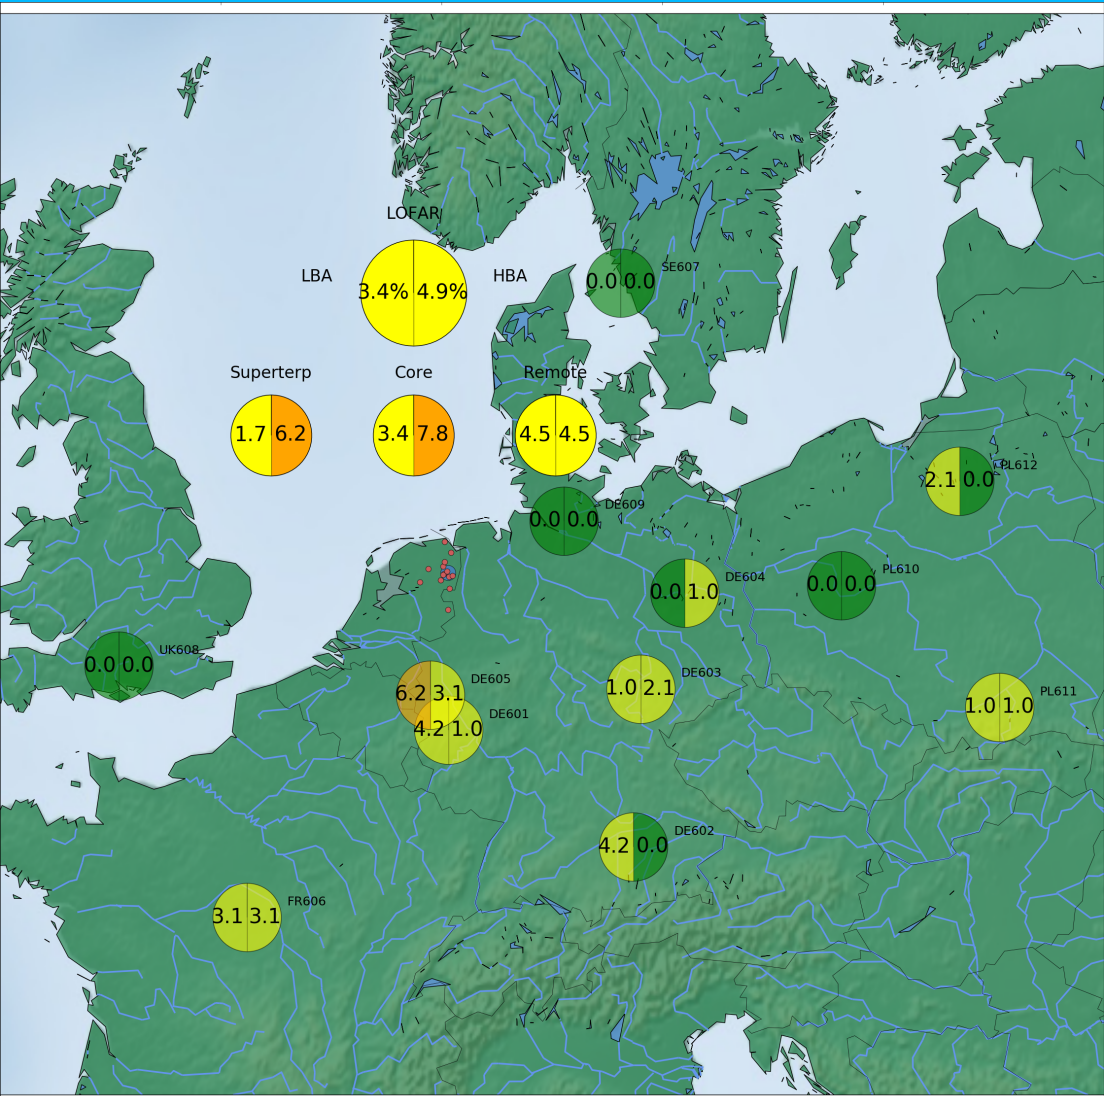 LOFAR
LBA
HBA
3.4% 4.9%
SE607
0.0 0.0
Superterp
Core
Remote
1.7 6.2
3.4 7.8
4.5 4.5
PL612
2.1 0.0
DE609
0.0 0.0
DE604
0.0 1.0
PL610
0.0 0.0
UK608
0.0 0.0
DE605
6.2 3.1
DE603
1.0 2.1
PL611
1.0 1.0
DE601
4.2 1.0
DE602
4.2 0.0
FR606
3.1 3.1